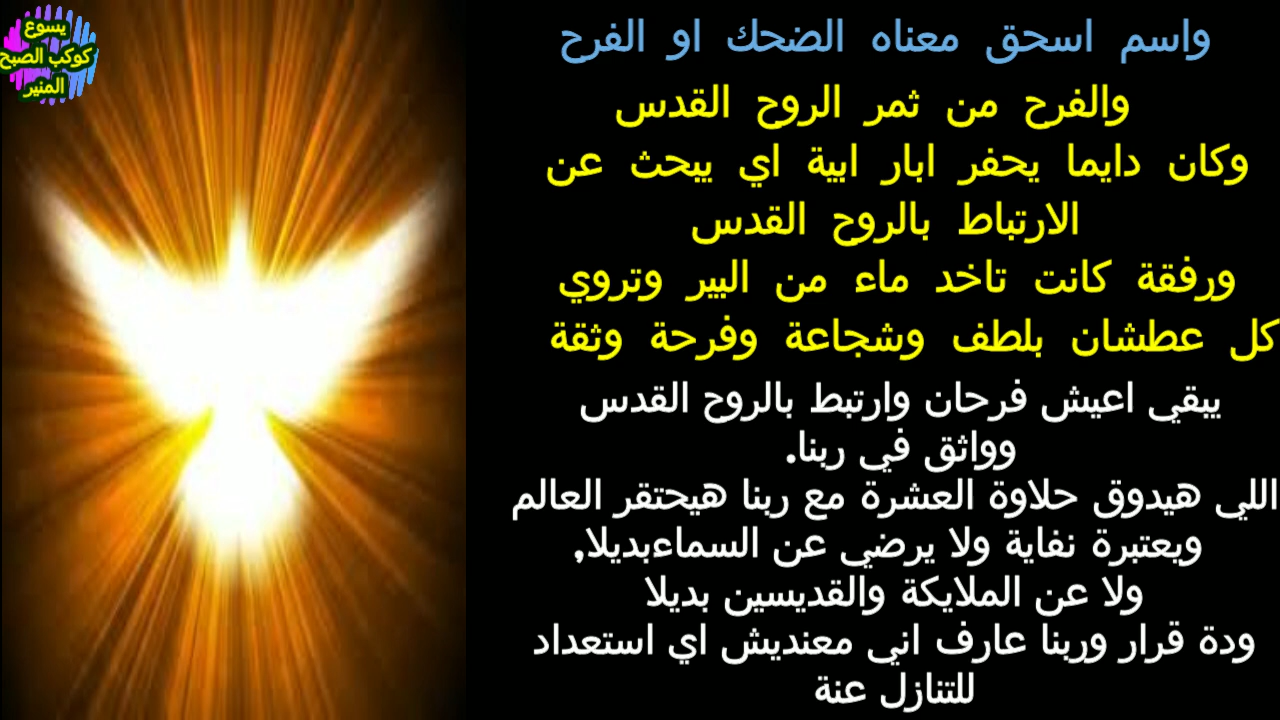 يسوع
كوكب الصبح
المنير
واسم اسحق معناه الضحك او الفرح
والفرح من ثمر الروح القدس
وكان دايما يحفر ابار ابية اي يبحث عن
الارتباط بالروح القدس
ورفقة كانت تاخد ماء من البير وتروي
كل عطشان بلطف وشجاعة وفرحة وثقة
يبقي اعيش فرحان وارتبط بالروح القدس
وواثق في ربنا.
اللي هيدوق حلاوة العشرة مع ربنا هيحتقر العالم
ويعتبرة نفاية ولا يرضي عن السماءبديلا,
ولا عن الملايكة والقديسين بديلا
ودة قرار وربنا عارف اني معنديش اي استعداد
للتنازل عنة